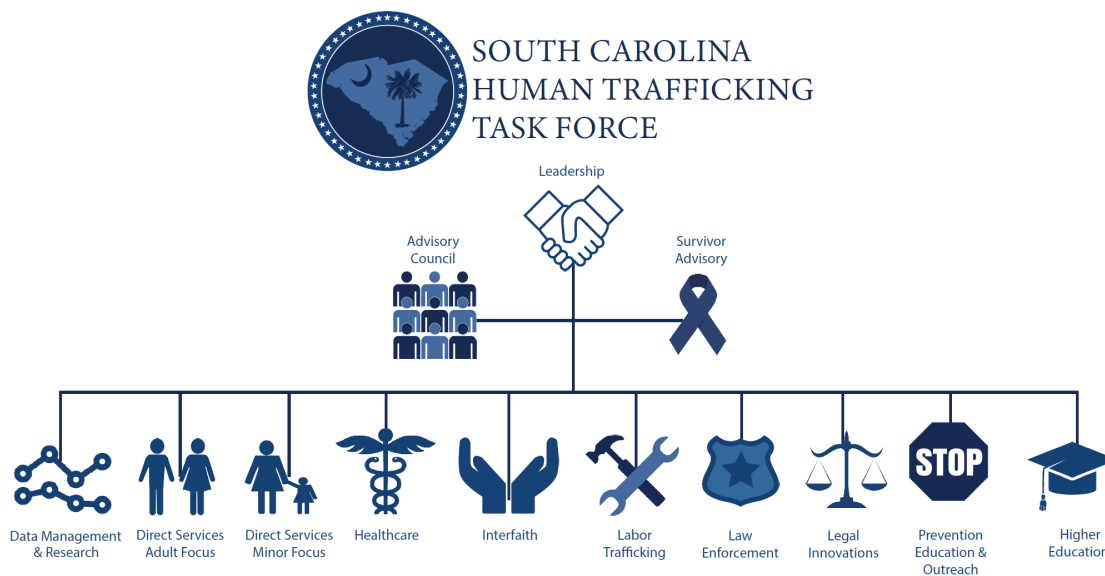 SOUTH CAROLINA
HUMAN TRAFFICKING
TASK FORCE
Leadership
Advisory
Council
Survivor
Advisory
Data Management
& Research
Direct Services
Adult Focus
Direct Services
Minor Focus
Healthcare
Interfaith
Labor
Trafficking
Law
Enforcement
Legal
Innovations
STOP
Prevention
Education &
Outreach
Higher
Education